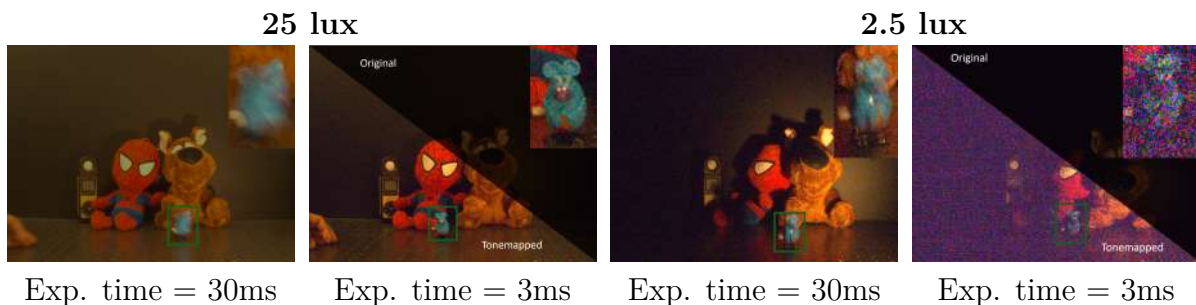 25 lux
2.5 lux
Original
Tonemapped
Original
Tonemapped
Exp. time = 30ms
Exp. time = 3ms
Exp. time = 30ms
Exp. time = 3ms